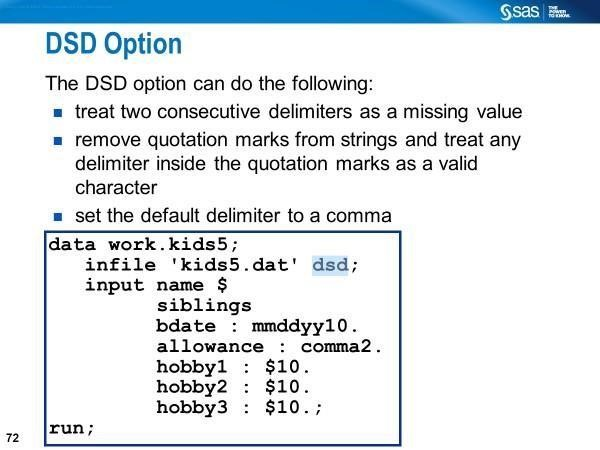 sas THE POWER TO KNOW.
DSD Option
The DSD option can do the following:
treat two consecutive delimiters as a missing value
remove quotation marks from strings and treat any
delimiter inside the quotation marks as a valid
character
set the default delimiter to a comma
data work.kids5;
infile 'kids5.dat' dsd;
input name $
siblings
bdate : mmddyy10.
allowance : comma2.
hobby1 : $10.
hobby2 : $10.
hobby3 : $10.;
run;
72